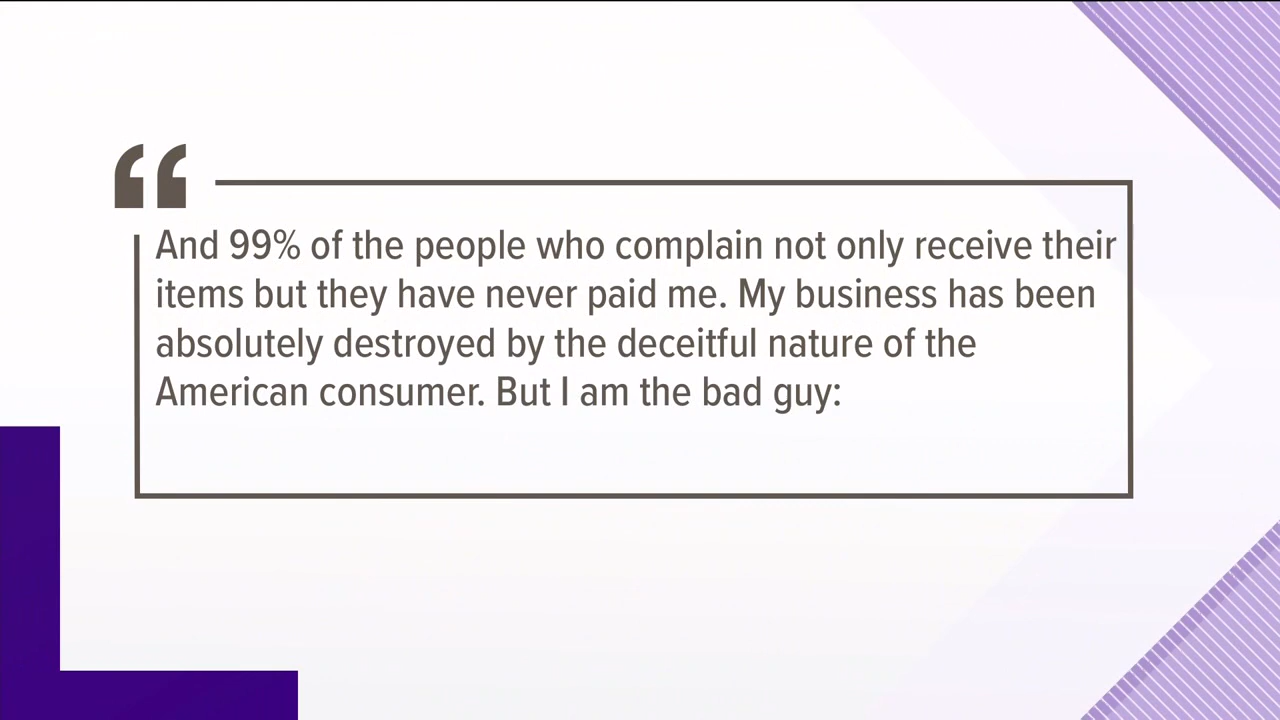 “
And 99% of the people who complain not only receive their
items but they have never paid me. My business has been
absolutely destroyed by the deceitful nature of the
American consumer. But I am the bad guy: